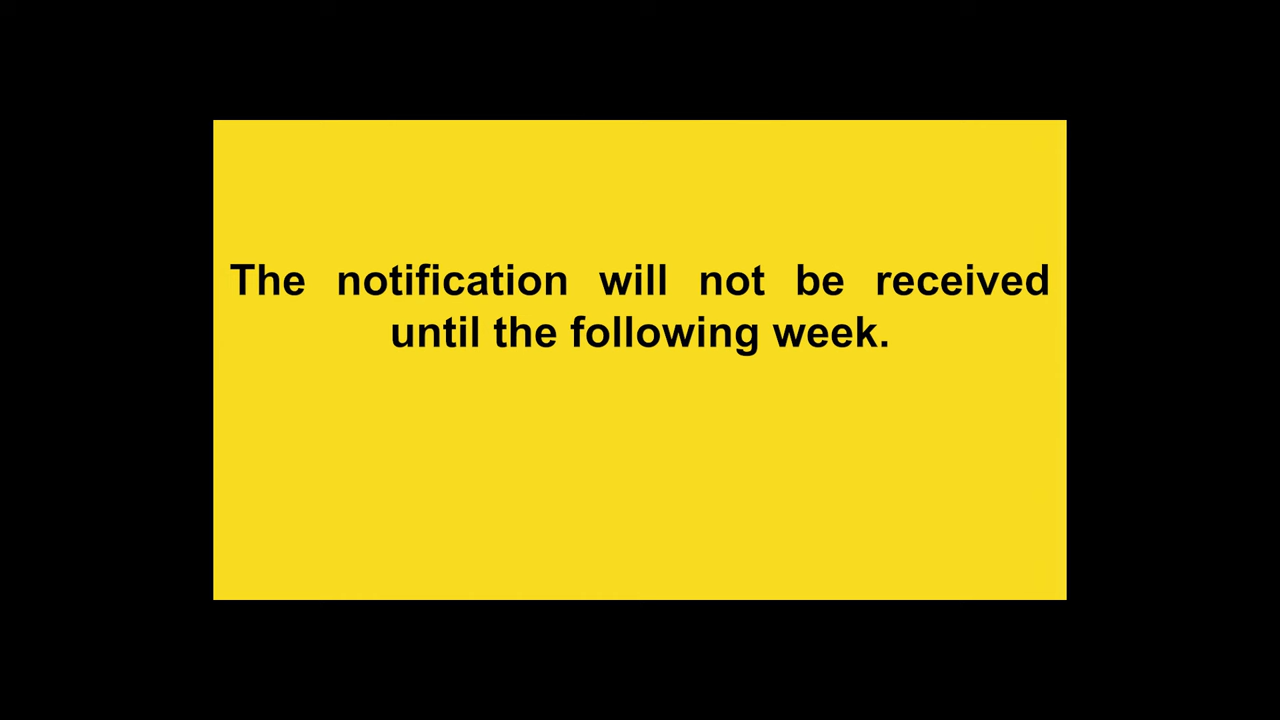 The notification will not be received
until the following week.